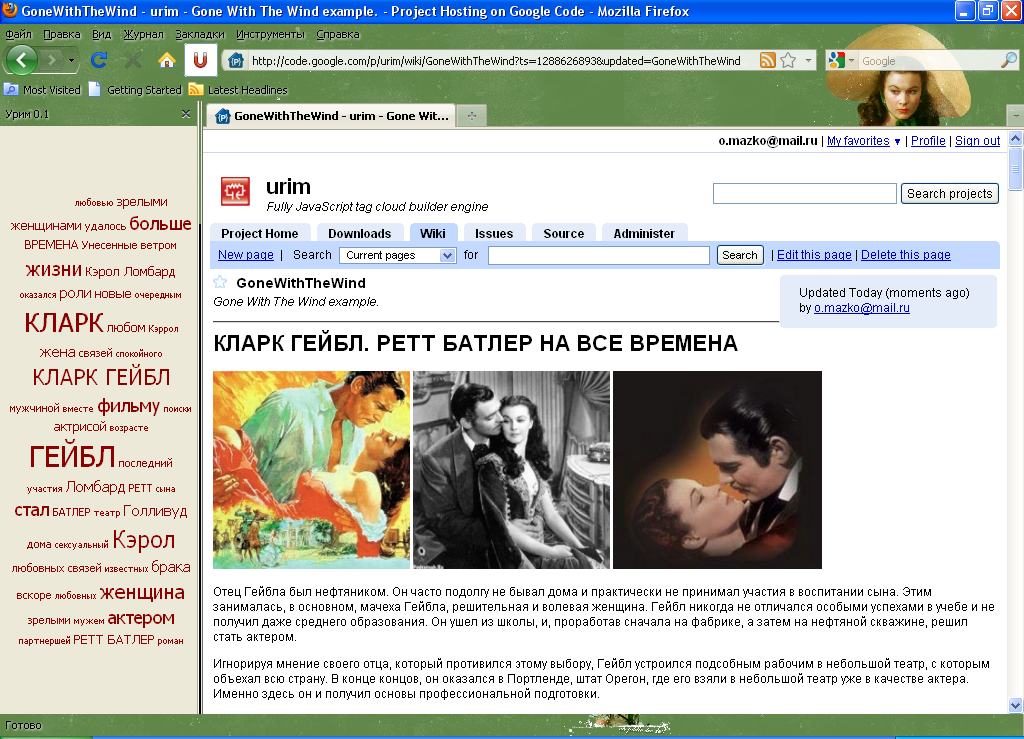 GoneWithTheWind - urim - Gone With The Wind example. - Project Hosting on Google Code - Mozilla Firefox
Файл Правка Вид Журнал Закладки Инструменты Справка
http://code.google.com/p/urim/wiki/GoneWithTheWind?ts=1288626893&updated=GoneWithTheWind
Google
Most Visited Getting Started Latest Headlines
Урим 0.1
GoneWithTheWind - urim - Gone Wit...
любовью зрелыми
женщинами удалось больше
ВРЕМЕНА Унесенные ветром
жизни Кэрол Ломбард
оказался роли новые очередным
КЛАРК любом Кэррол
жена связей спокойного
КЛАРК ГЕЙБЛ
мужчиной вместе фильму поиски
актрисой возрасте
ГЕЙБЛ последний
участия Ломбард РЕТТ сына
стал БАТЛЕР театр Голливуд
дома сексуальный Кэрол
любовных связей известных брака
вскоре любовных женщина
зрелыми мужем актером
партнершей РЕТТ БАТЛЕР роман
o.mazko@mail.ru | My favorites ▼ | Profile | Sign out
urim
Fully JavaScript tag cloud builder engine
Search projects
Project Home Downloads Wiki Issues Source Administer
New page | Search Current pages for Search | Edit this page | Delete this page
GoneWithTheWind
Gone With The Wind example.
Updated Today (moments ago)
by o.mazko@mail.ru
КЛАРК ГЕЙБЛ. РЕТТ БАТЛЕР НА ВСЕ ВРЕМЕНА
Отец Гейбла был нефтяником. Он часто подолгу не бывал дома и практически не принимал участия в воспитании сына. Этим
занималась, в основном, мачеха Гейбла, решительная и волевая женщина. Гейбл никогда не отличался особыми успехами в учебе и не
получил даже среднего образования. Он ушел из школы, и, проработав сначала на фабрике, а затем на нефтяной скважине, решил
стать актером.
Игнорируя мнение своего отца, который противился этому выбору, Гейбл устроился подсобным рабочим в небольшой театр, с которым
объехал всю страну. В конце концов, он оказался в Портленде, штат Орегон, где его взяли в небольшой театр уже в качестве актера.
Именно здесь он и получил основы профессиональной подготовки.
Готово